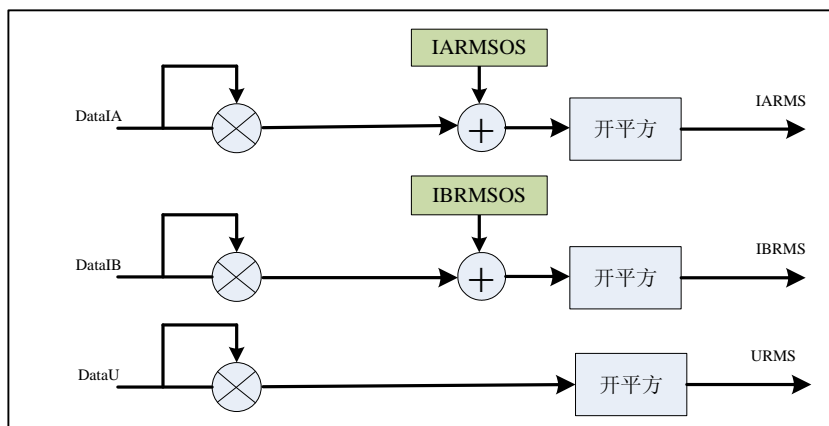 IARMSOS
DataIA
+
开平方
IARMS
IBRMSOS
DataIB
+
开平方
IBRMS
DataU
开平方
URMS